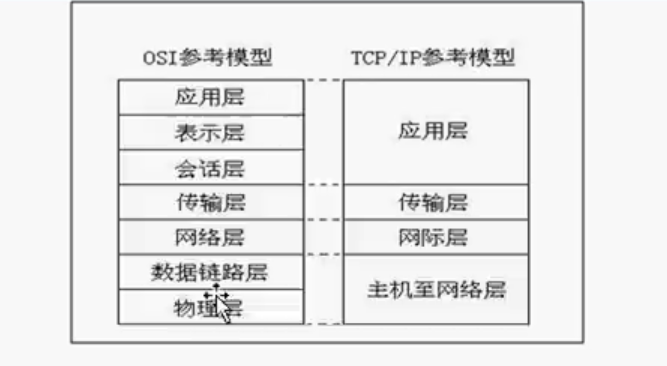 OSI参考模型
TCP/IP参考模型
应用层
表示层
会话层
传输层
网络层
数据链路层
物理层
应用层
传输层
网际层
主机至网络层